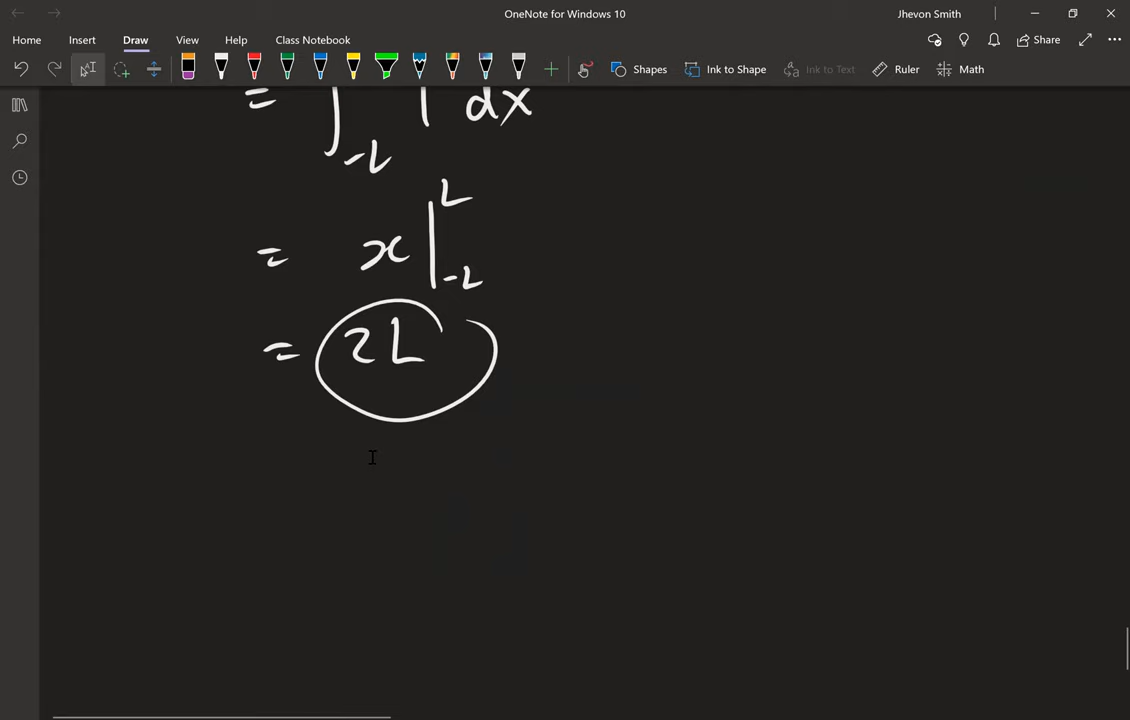 OneNote for Windows 10
Jhevon Smith
Home Insert Draw View Help Class Notebook
Share
Shapes Ink to Shape Ink to Text Ruler Math
= ∫ 1 dx
-L
L
= x |
-L
= 2L